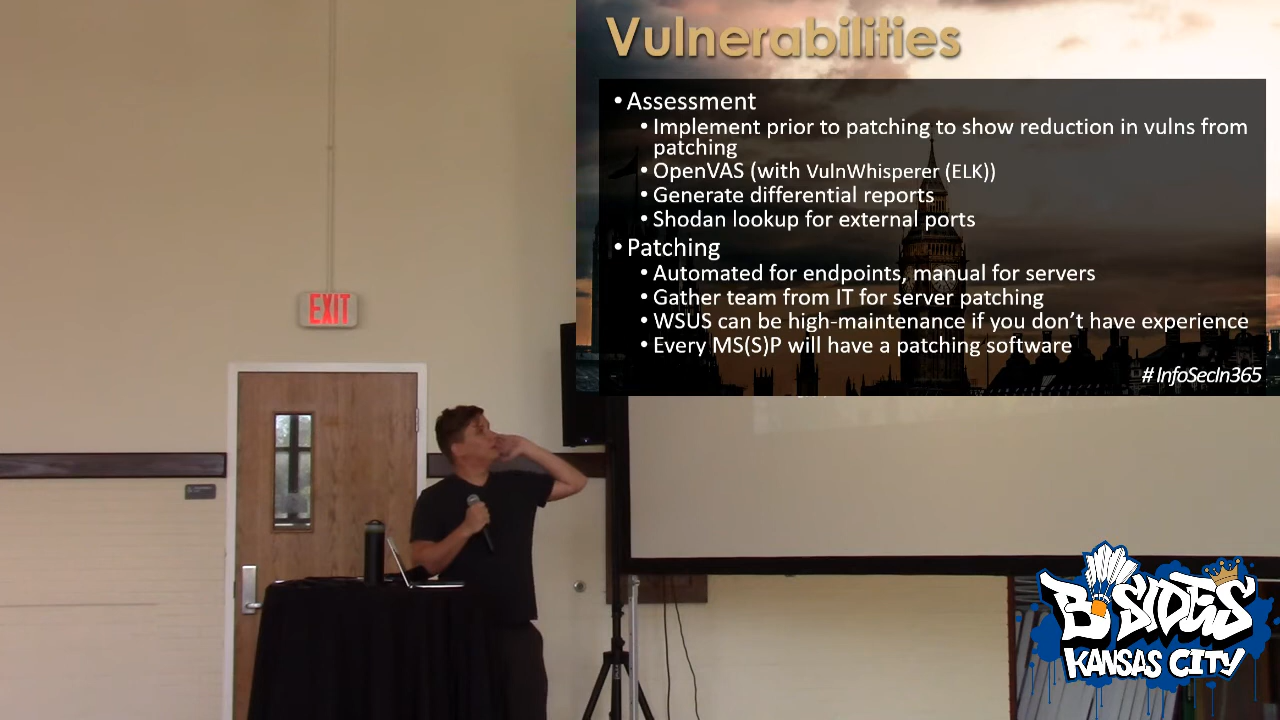 Vulnerabilities
• Assessment
• Implement prior to patching to show reduction in vulns from
patching
• OpenVAS (with VulnWhisperer (ELK))
• Generate differential reports
• Shodan lookup for external ports
• Patching
• Automated for endpoints, manual for servers
• Gather team from IT for server patching
• WSUS can be high-maintenance if you don’t have experience
• Every MS(S)P will have a patching software
#InfoSecIn365
EXIT
B-SIDES
KANSAS CITY